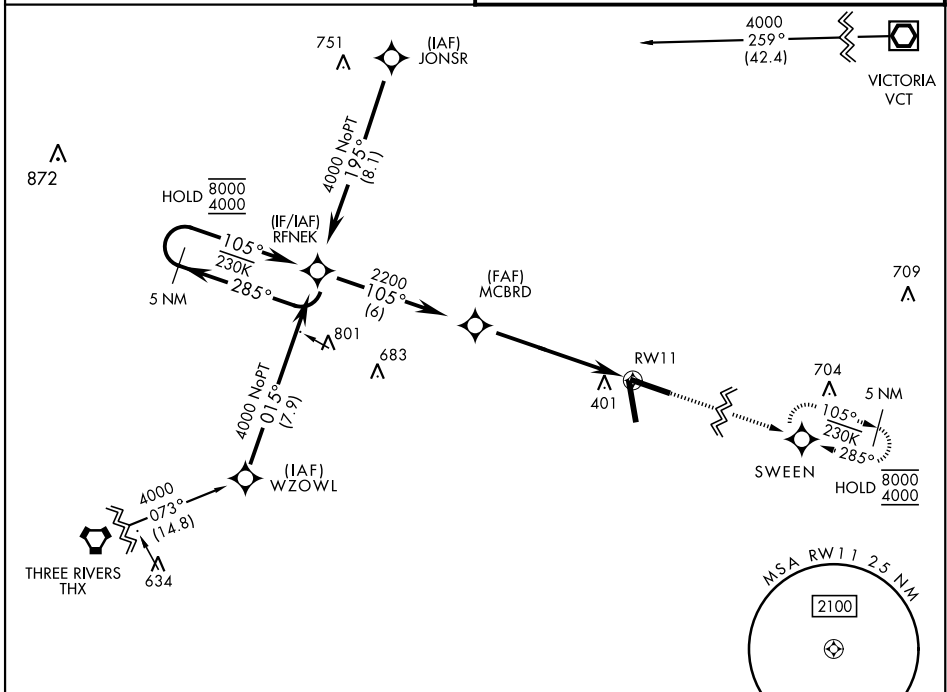 751
(IAF)
JONSR
4000
259°
(42.4)
VICTORIA
VCT
872
4000 NoPT
195°
(8.1)
HOLD 8000
4000
(IF/IAF)
RFNEK
105°
230K
285°
5 NM
2200
105°
(6)
(FAF)
MCBRD
709
801
683
RW11
401
704
5 NM
105°
230K
285°
SWEEN
HOLD 8000
4000
4000 NoPT
015°
(7.9)
(IAF)
WZOWL
4000
073°
(14.8)
THREE RIVERS
THX
634
MSA RW11 25 NM
2100